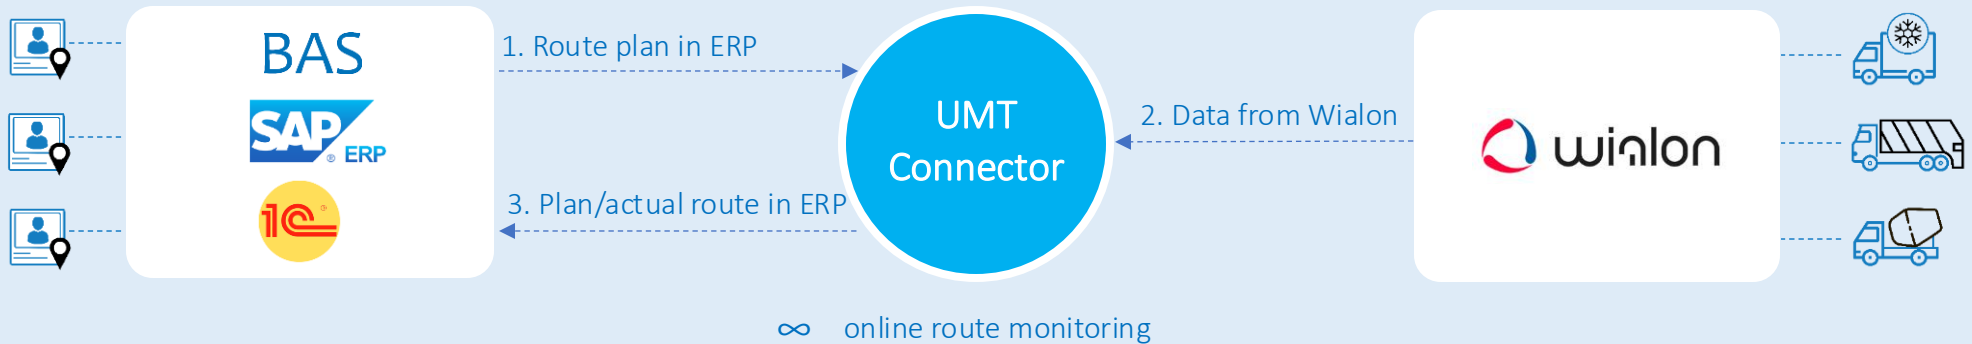 BAS
SAP
® ERP
1С®
1. Route plan in ERP
UMT
Connector
2. Data from Wialon
3. Plan/actual route in ERP
wialon
∞ online route monitoring